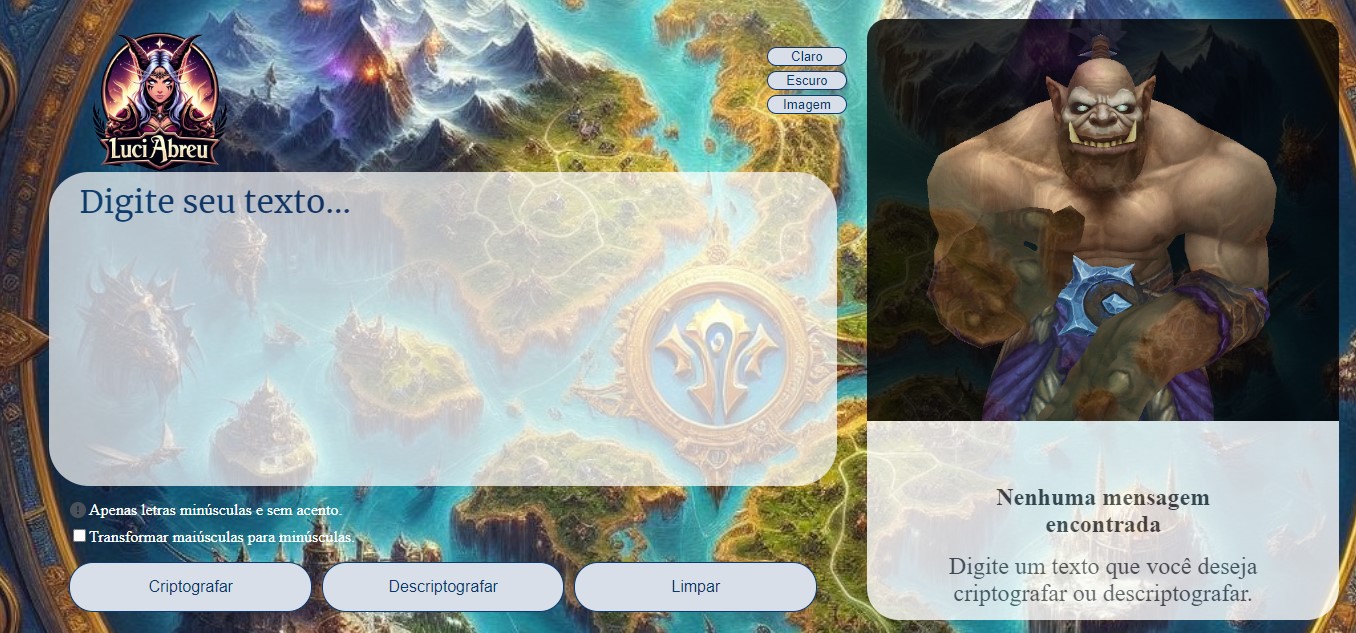 Luci Abreu
Claro
Escuro
Imagem
Digite seu texto...
Apenas letras minúsculas e sem acento.
Transformar maiúsculas para minúsculas.
Criptografar
Descriptografar
Limpar
Nenhuma mensagem
encontrada
Digite um texto que você deseja
criptografar ou descriptografar.